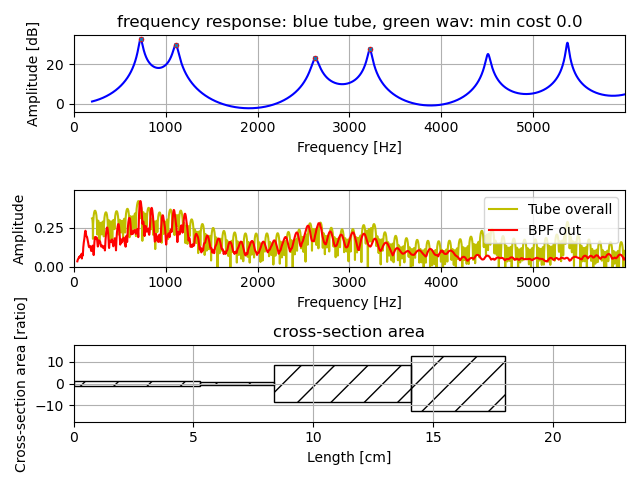 frequency response: blue tube, green wav: min cost 0.0
Amplitude [dB]
20
0
0 1000 2000 3000 4000 5000
Frequency [Hz]
Amplitude
0.25
0.00
Tube overall
BPF out
0 1000 2000 3000 4000 5000
Frequency [Hz]
cross-section area
Cross-section area [ratio]
10
0
−10
0 5 10 15 20
Length [cm]